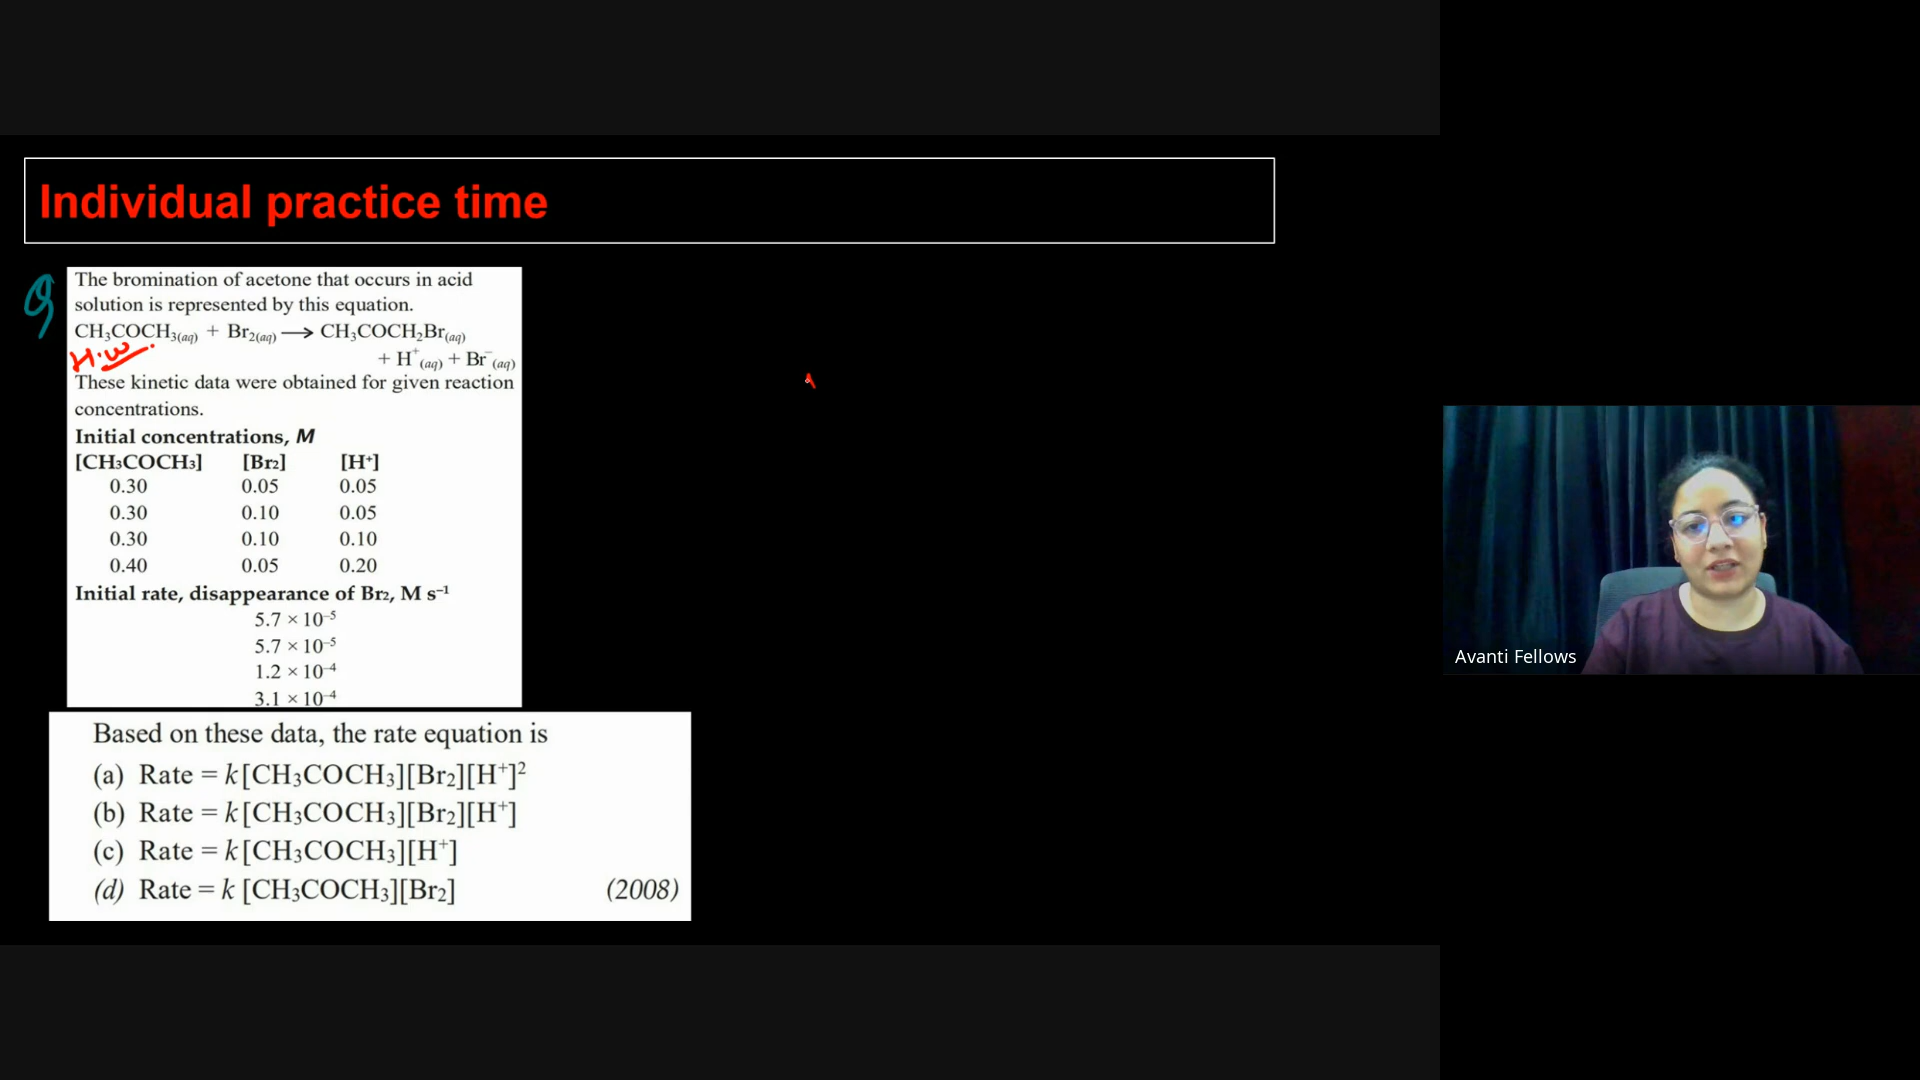 Individual practice time
Q
The bromination of acetone that occurs in acid
solution is represented by this equation.
CH₃COCH₃(aq) + Br₂(aq) ⟶ CH₃COCH₂Br(aq)
H.W
+ H⁺(aq) + Br⁻(aq)
These kinetic data were obtained for given reaction
concentrations.
Initial concentrations, M
[CH₃COCH₃] [Br₂] [H⁺]
0.30 0.05 0.05
0.30 0.10 0.05
0.30 0.10 0.10
0.40 0.05 0.20
Initial rate, disappearance of Br₂, M s⁻¹
5.7 × 10⁻⁵
5.7 × 10⁻⁵
1.2 × 10⁻⁴
3.1 × 10⁻⁴
Based on these data, the rate equation is
(a) Rate = k[CH₃COCH₃][Br₂][H⁺]²
(b) Rate = k[CH₃COCH₃][Br₂][H⁺]
(c) Rate = k[CH₃COCH₃][H⁺]
(d) Rate = k [CH₃COCH₃][Br₂] (2008)
Avanti Fellows